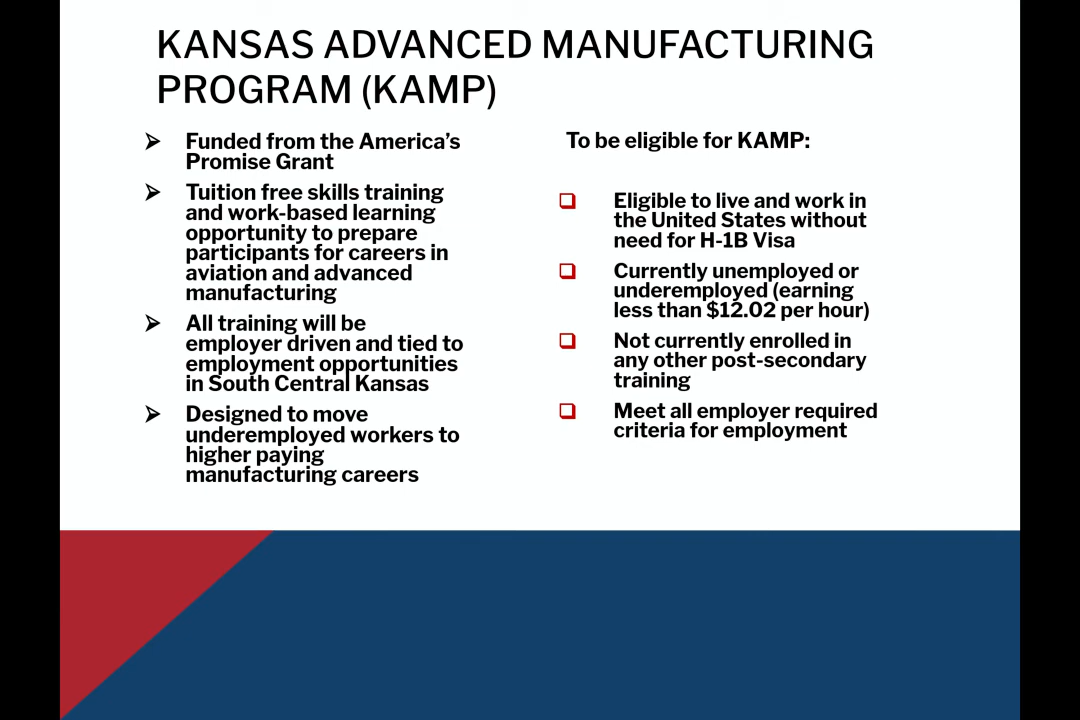 KANSAS ADVANCED MANUFACTURING
PROGRAM (KAMP)
Funded from the America's
Promise Grant
Tuition free skills training
and work-based learning
opportunity to prepare
participants for careers in
aviation and advanced
manufacturing
All training will be
employer driven and tied to
employment opportunities
in South Central Kansas
Designed to move
underemployed workers to
higher paying
manufacturing careers
To be eligible for KAMP:
Eligible to live and work in
the United States without
need for H-1B Visa
Currently unemployed or
underemployed (earning
less than $12.02 per hour)
Not currently enrolled in
any other post-secondary
training
Meet all employer required
criteria for employment